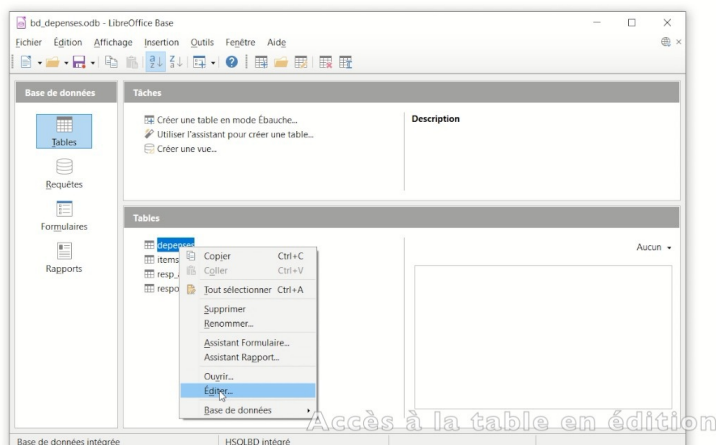 bd_depenses.odb - LibreOffice Base
Fichier Édition Affichage Insertion Outils Fenêtre Aide
Base de données
Tâches
Tables
Requêtes
Formulaires
Rapports
Créer une table en mode Ébauche...
Utiliser l'assistant pour créer une table...
Créer une vue...
Description
Tables
depenses
items
resp_
respo
Aucun
Copier Ctrl+C
Coller Ctrl+V
Tout sélectionner Ctrl+A
Supprimer
Renommer...
Assistant Formulaire...
Assistant Rapport...
Ouvrir...
Éditer...
Base de données
Accès à la table en édition
Base de données intégrée HSQLBD intégré